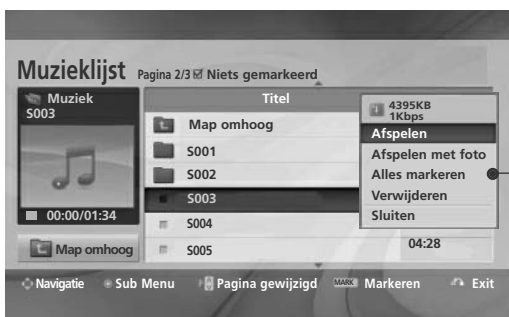 Muzieklijst Pagina 2/3 Niets gemarkeerd
Muziek
S003
00:00/01:34
Map omhoog
Titel
Map omhoog
S001
S002
S003
S004
S005
04:28
4395KB
1Kbps
Afspelen
Afspelen met foto
Alles markeren
Verwijderen
Sluiten
Navigatie Sub Menu P Pagina gewijzigd MARK Markeren Exit